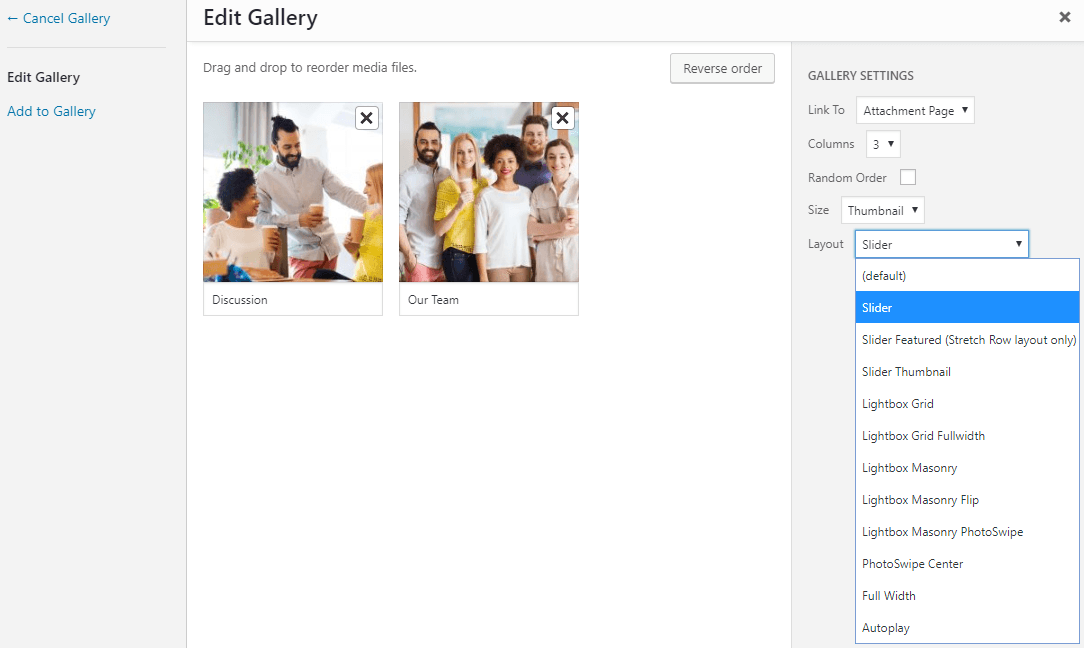 ← Cancel Gallery
Edit Gallery
Add to Gallery
Edit Gallery
Drag and drop to reorder media files.
Reverse order
Discussion
Our Team
GALLERY SETTINGS
Link To Attachment Page
Columns 3
Random Order
Size Thumbnail
Layout Slider
(default)
Slider
Slider Featured (Stretch Row layout only)
Slider Thumbnail
Lightbox Grid
Lightbox Grid Fullwidth
Lightbox Masonry
Lightbox Masonry Flip
Lightbox Masonry PhotoSwipe
PhotoSwipe Center
Full Width
Autoplay